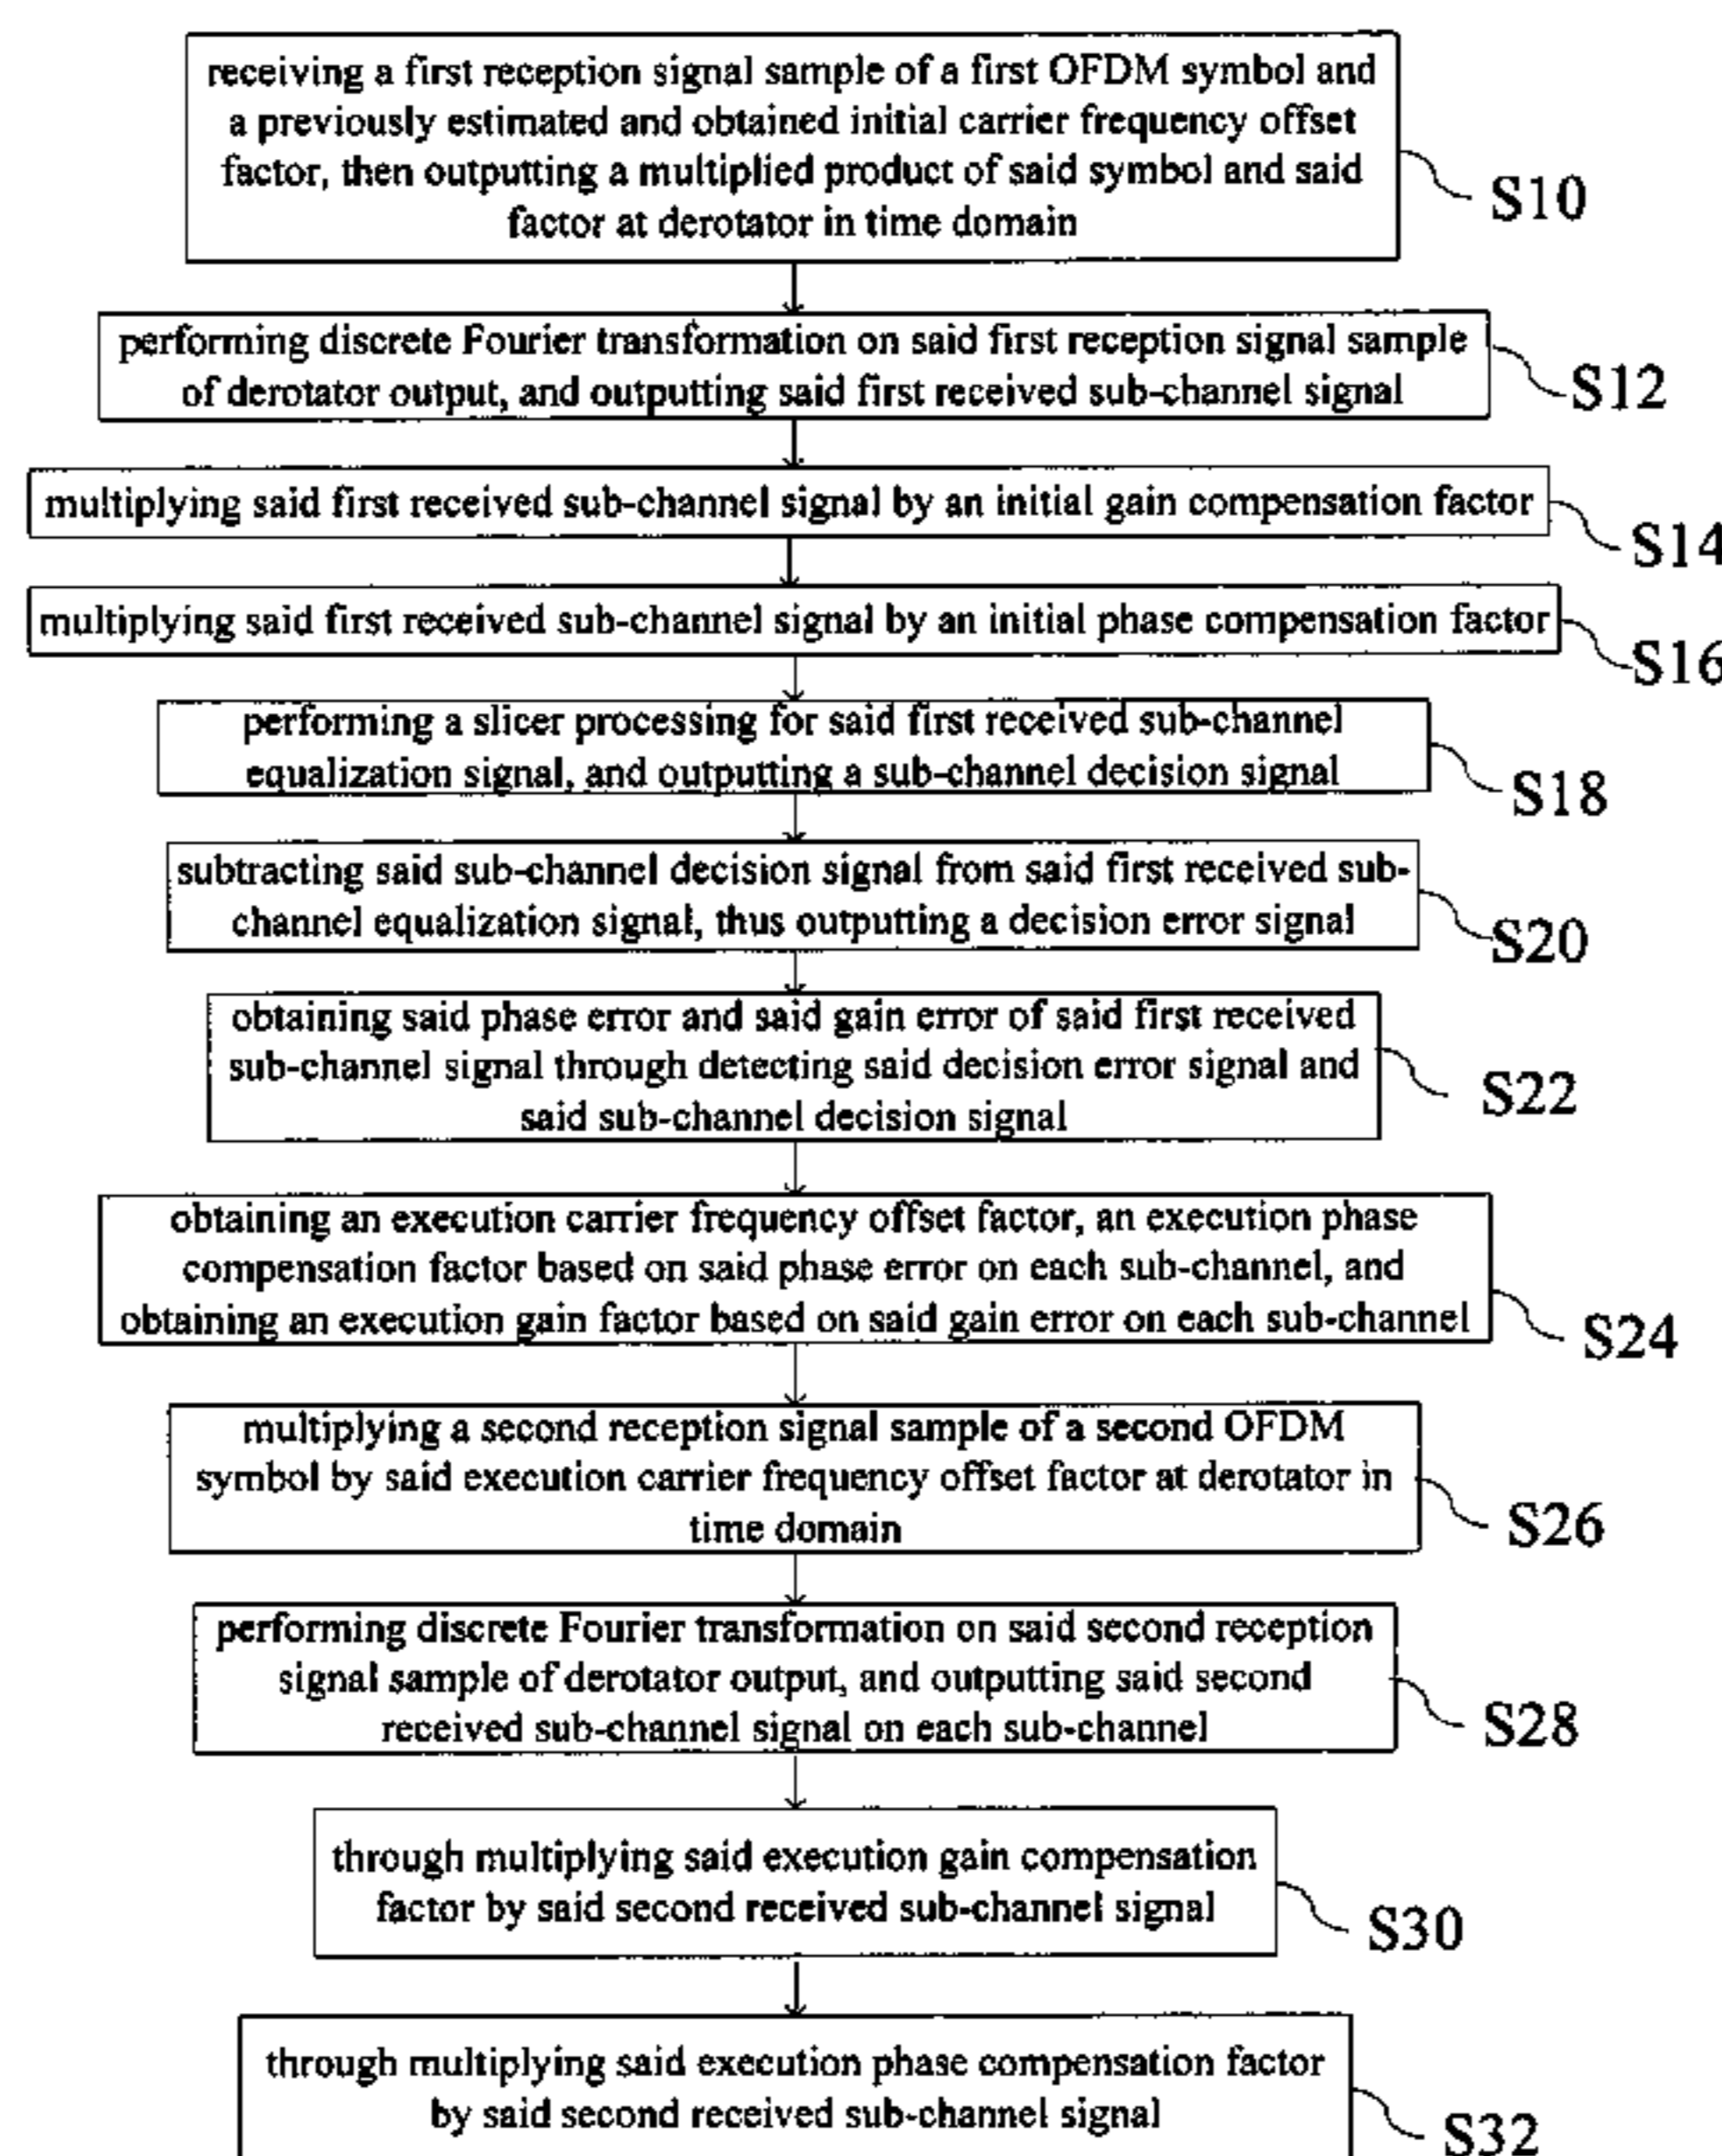 receiving a first reception signal sample of a first OFDM symbol and
a previously estimated and obtained initial carrier frequency offset
factor, then outputting a multiplied product of said symbol and said
factor at derotator in time domain
S10
performing discrete Fourier transformation on said first reception signal sample
of derotator output, and outputting said first received sub-channel signal
S12
multiplying said first received sub-channel signal by an initial gain compensation factor
S14
multiplying said first received sub-channel signal by an initial phase compensation factor
S16
performing a slicer processing for said first received sub-channel
equalization signal, and outputting a sub-channel decision signal
S18
subtracting said sub-channel decision signal from said first received sub-
channel equalization signal, thus outputting a decision error signal
S20
obtaining said phase error and said gain error of said first received
sub-channel signal through detecting said decision error signal and
said sub-channel decision signal
S22
obtaining an execution carrier frequency offset factor, an execution phase
compensation factor based on said phase error on each sub-channel, and
obtaining an execution gain factor based on said gain error on each sub-channel
S24
multiplying a second reception signal sample of a second OFDM
symbol by said execution carrier frequency offset factor at derotator in
time domain
S26
performing discrete Fourier transformation on said second reception
signal sample of derotator output, and outputting said second
received sub-channel signal on each sub-channel
S28
through multiplying said execution gain compensation
factor by said second received sub-channel signal
S30
through multiplying said execution phase compensation factor
by said second received sub-channel signal
S32